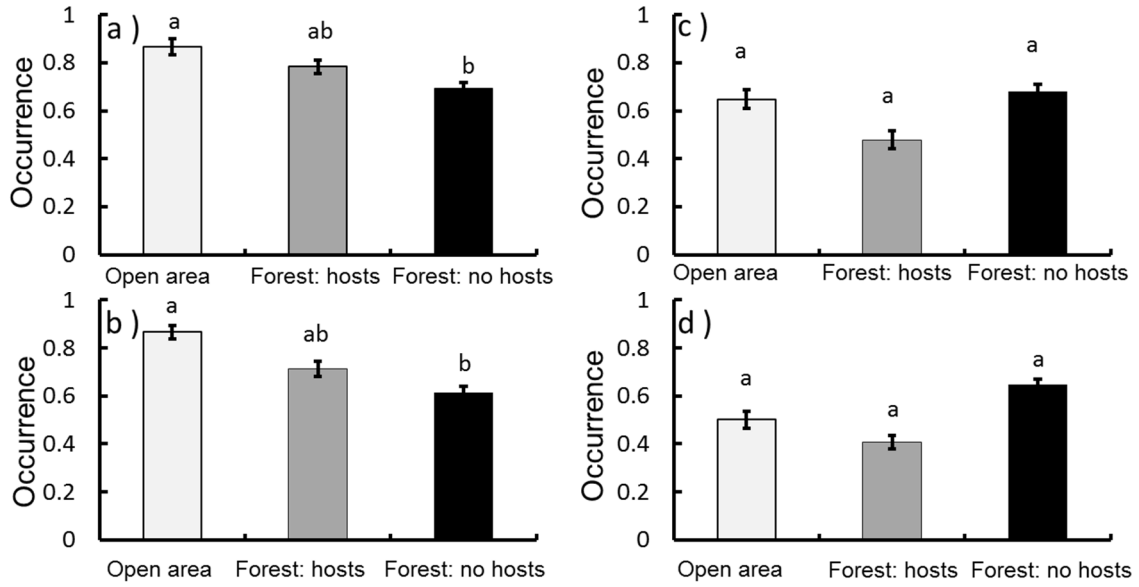 a )
Occurrence
1
0.8
0.6
0.4
0.2
0
a
ab
b
Open area
Forest: hosts
Forest: no hosts
c )
Occurrence
1
0.8
0.6
0.4
0.2
0
a
a
a
Open area
Forest: hosts
Forest: no hosts
b )
Occurrence
1
0.8
0.6
0.4
0.2
0
a
ab
b
Open area
Forest: hosts
Forest: no hosts
d )
Occurrence
1
0.8
0.6
0.4
0.2
0
a
a
a
Open area
Forest: hosts
Forest: no hosts